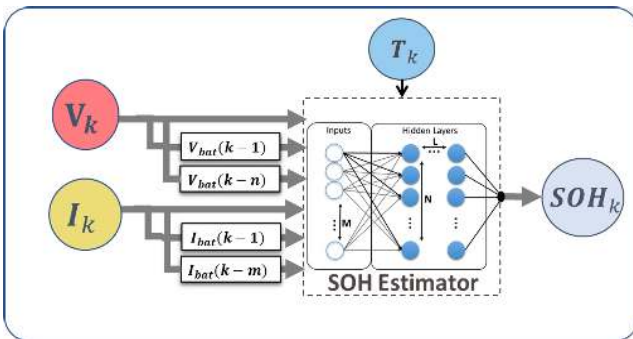 T_k
V_k
Inputs
Hidden Layers
L
V_bat(k − 1)
V_bat(k − n)
N
I_k
M
SOH_k
I_bat(k − 1)
I_bat(k − m)
SOH Estimator